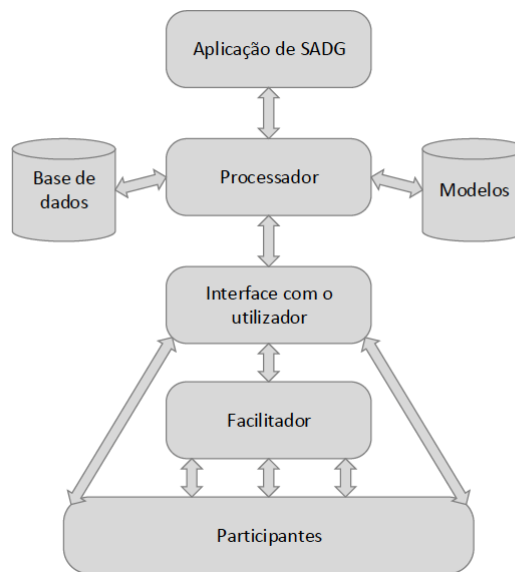 Aplicação de SADG
Base de
dados
Processador
Modelos
Interface com o
utilizador
Facilitador
Participantes